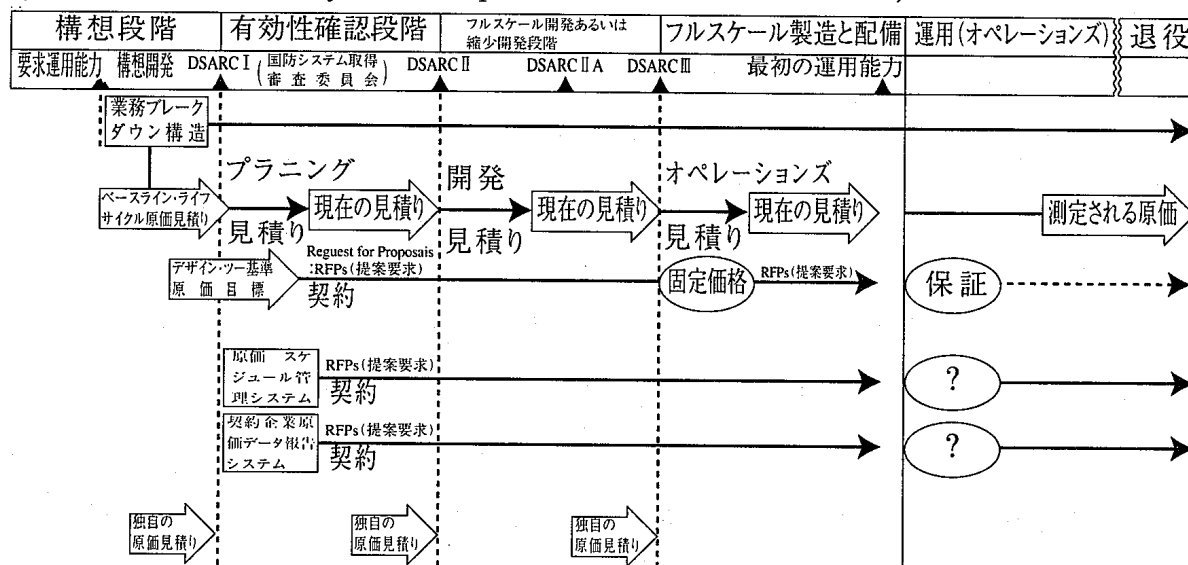 構想段階
有効性確認段階
フルスケール開発あるいは
縮少開発段階
フルスケール製造と配備
運用(オペレーションズ)
退役
要求運用能力
構想開発
DSARC I
(国防システム取得
審査委員会)
DSARC II
DSARC II A
DSARC III
最初の運用能力
業務ブレーク
ダウン構造
プラニング
開発
オペレーションズ
ベースライン・ライフ
サイクル原価見積り
現在の見積り
現在の見積り
現在の見積り
測定される原価
見積り
見積り
見積り
デザイン・ツー基準
原価目標
Reguest for Proposais
:RFPs(提案要求)
契約
固定価格
RFPs(提案要求)
保証
原価 スケ
ジュール管
理システム
RFPs(提案要求)
契約
?
契約企業原
価データ報告
システム
RFPs(提案要求)
契約
?
独自の
原価見積り
独自の
原価見積り
独自の
原価見積り